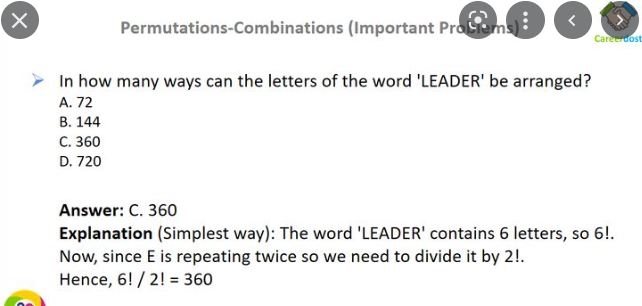 Permutations-Combinations (Important Problems)
In how many ways can the letters of the word 'LEADER' be arranged?
A. 72
B. 144
C. 360
D. 720
Answer: C. 360
Explanation (Simplest way): The word 'LEADER' contains 6 letters, so 6!.
Now, since E is repeating twice so we need to divide it by 2!.
Hence, 6! / 2! = 360